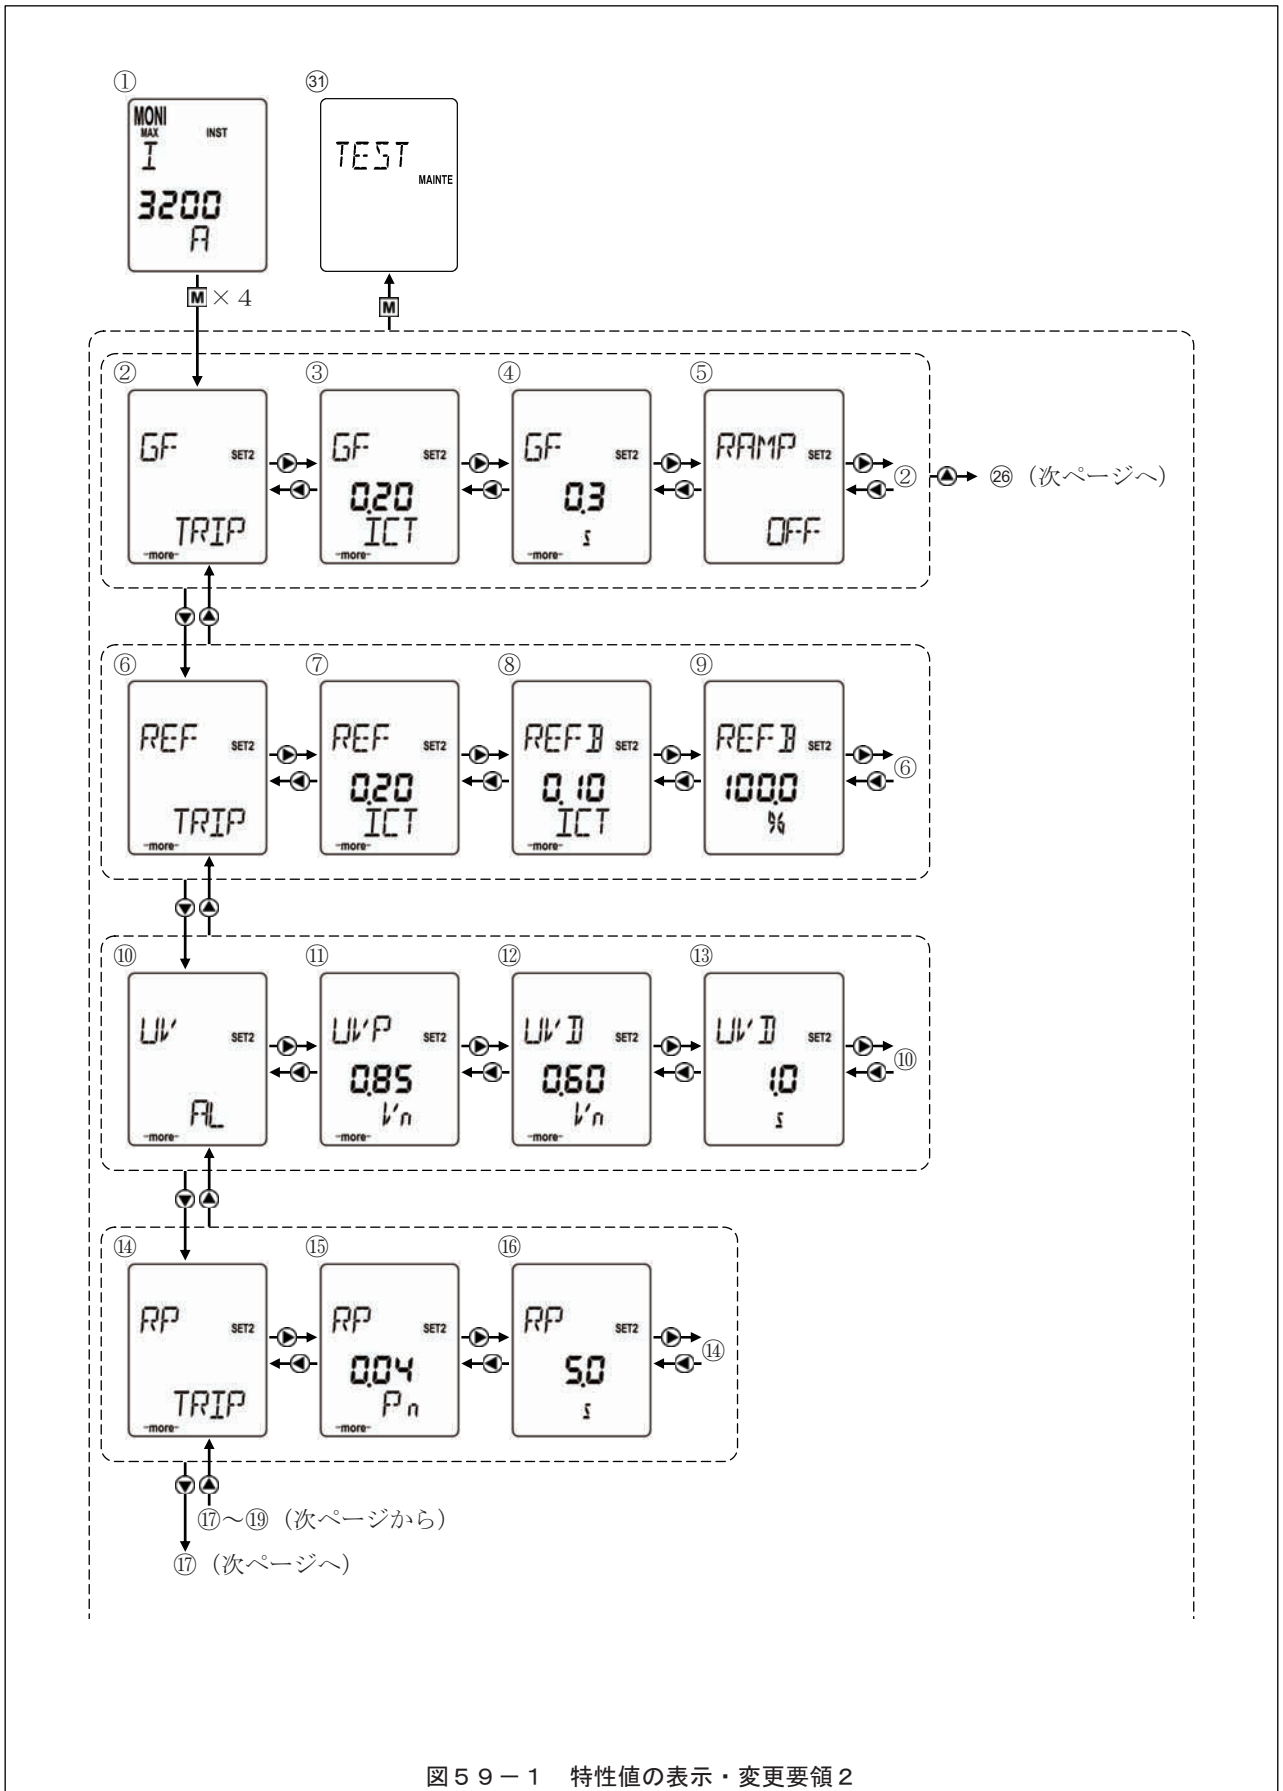 ① ㉛
MONI
MAX INST
I
3200
A
TEST
MAINTE
M × 4
M
② ③ ④ ⑤
GF SET2
TRIP
-more-
GF SET2
0.20
ICT
-more-
GF SET2
0.3
s
-more-
RAMP SET2
OFF
②
㉖ (次ページへ)
⑥ ⑦ ⑧ ⑨
REF SET2
TRIP
-more-
REF SET2
0.20
ICT
-more-
REFB SET2
0.10
ICT
-more-
REFB SET2
100.0
%
⑥
⑩ ⑪ ⑫ ⑬
UV SET2
AL
-more-
UVP SET2
0.85
Vn
-more-
UVD SET2
0.60
Vn
-more-
UVD SET2
1.0
s
⑩
⑭ ⑮ ⑯
RP SET2
TRIP
-more-
RP SET2
0.04
Pn
-more-
RP SET2
5.0
s
⑭
⑰～⑲ (次ページから)
⑰ (次ページへ)
図59－1 特性値の表示・変更要領2